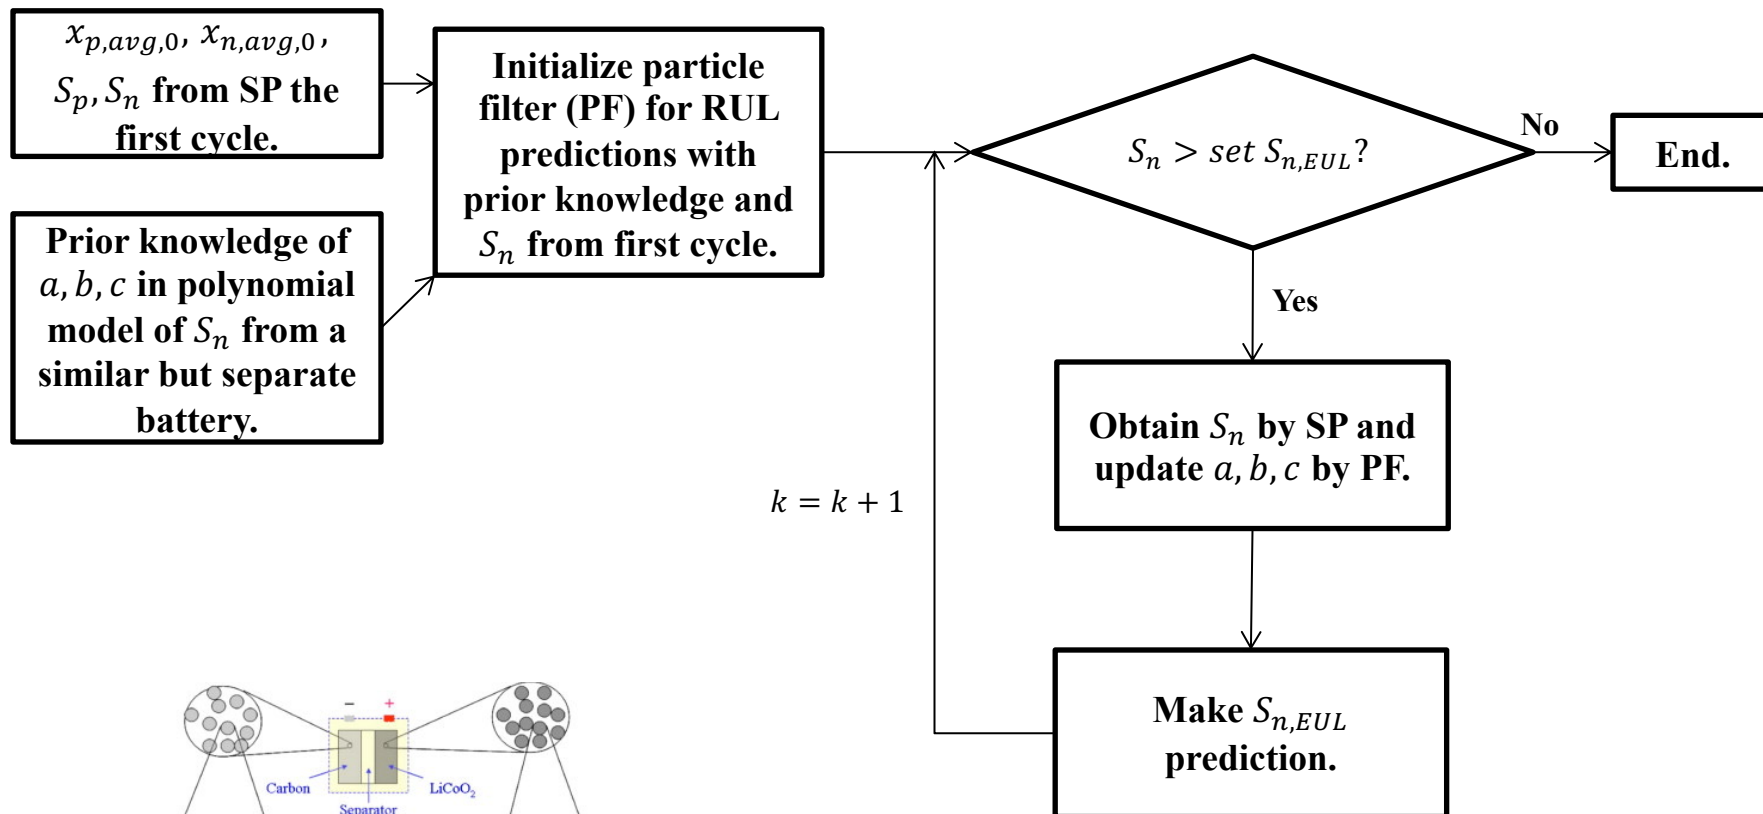 x_{p,avg,0}, x_{n,avg,0},
S_p, S_n from SP the
first cycle.
Prior knowledge of
a, b, c in polynomial
model of S_n from a
similar but separate
battery.
Initialize particle
filter (PF) for RUL
predictions with
prior knowledge and
S_n from first cycle.
S_n > set S_{n,EUL}?
No
End.
Yes
Obtain S_n by SP and
update a, b, c by PF.
k = k + 1
Make S_{n,EUL}
prediction.
− +
Carbon
LiCoO₂
Separator